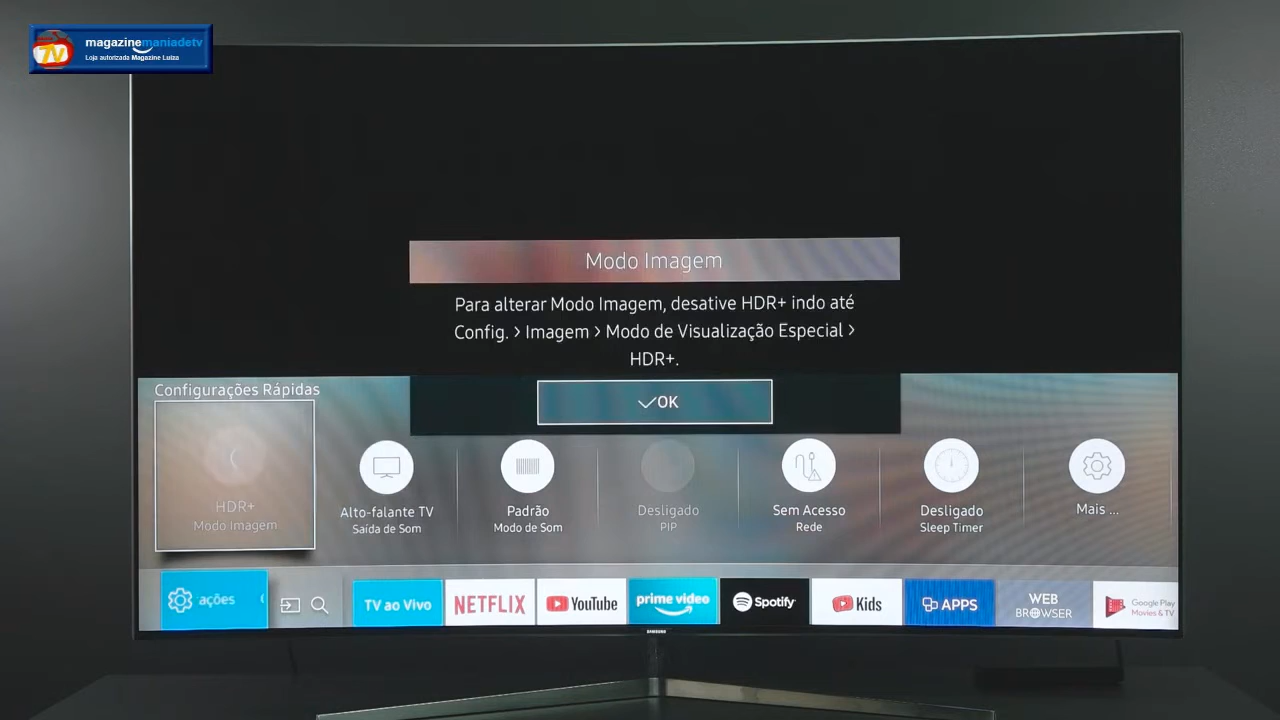 magazinemaniadetv
Loja autorizada Magazine Luiza
TV
Modo Imagem
Para alterar Modo Imagem, desative HDR+ indo até
Config. > Imagem > Modo de Visualização Especial >
HDR+.
OK
Configurações Rápidas
HDR+
Modo Imagem
Alto-falante TV
Saída de Som
Padrão
Modo de Som
Desligado
PIP
Sem Acesso
Rede
Desligado
Sleep Timer
Mais ...
ações
TV ao Vivo
NETFLIX
YouTube
prime video
Spotify
Kids
APPS
WEB
BROWSER
Google Play
Movies & TV
SAMSUNG